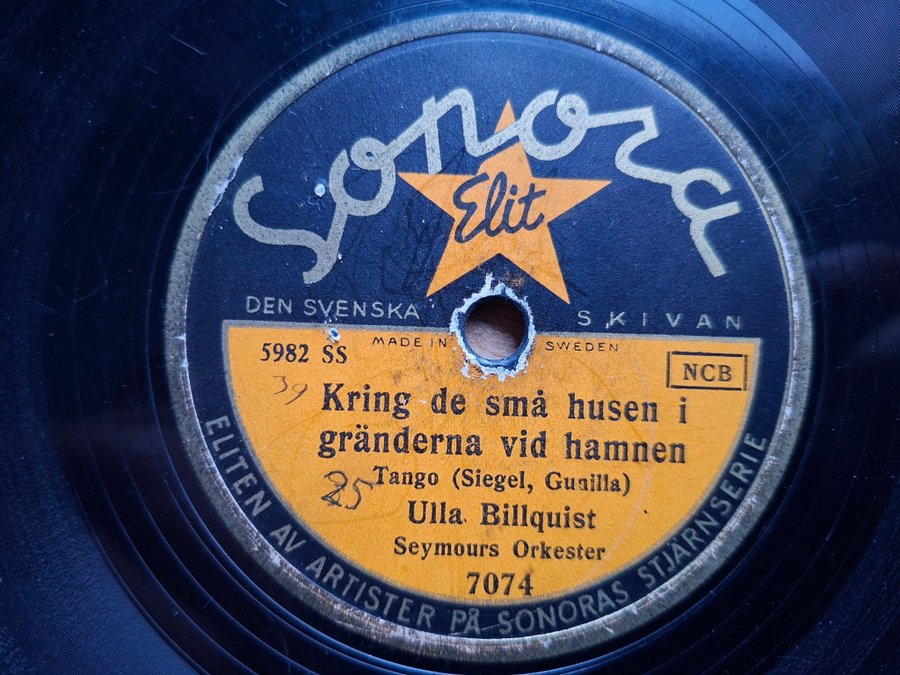 Sonora
Elit
DEN SVENSKA SKIVAN
MADE IN SWEDEN
5982 SS
NCB
39
Kring de små husen i
gränderna vid hamnen
Tango (Siegel, Gunilla)
25
Ulla Billquist
Seymours Orkester
7074
ELITEN AV ARTISTER PÅ SONORAS STJÄRNSERIE